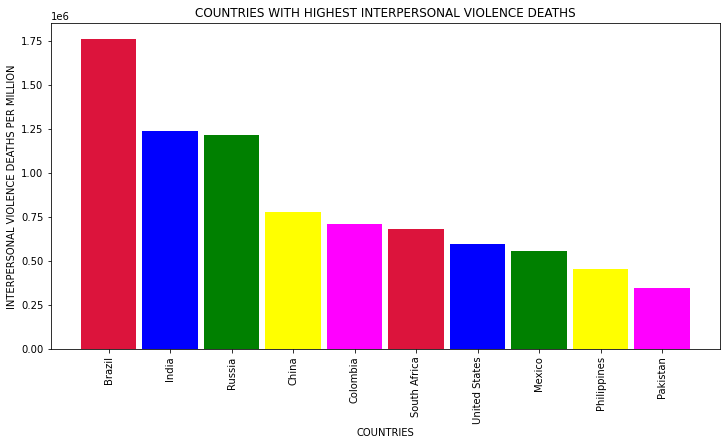 COUNTRIES WITH HIGHEST INTERPERSONAL VIOLENCE DEATHS
1e6
INTERPERSONAL VIOLENCE DEATHS PER MILLION
1.75
1.50
1.25
1.00
0.75
0.50
0.25
0.00
Brazil
India
Russia
China
Colombia
South Africa
United States
Mexico
Philippines
Pakistan
COUNTRIES